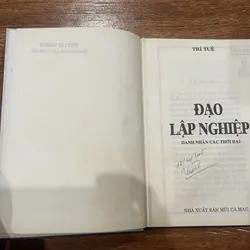 TRÍ TUỆ
ĐẠO
LẬP NGHIỆP
DANH NHÂN CÁC THỜI ĐẠI
NHÀ XUẤT BẢN MŨI CÀ MAU